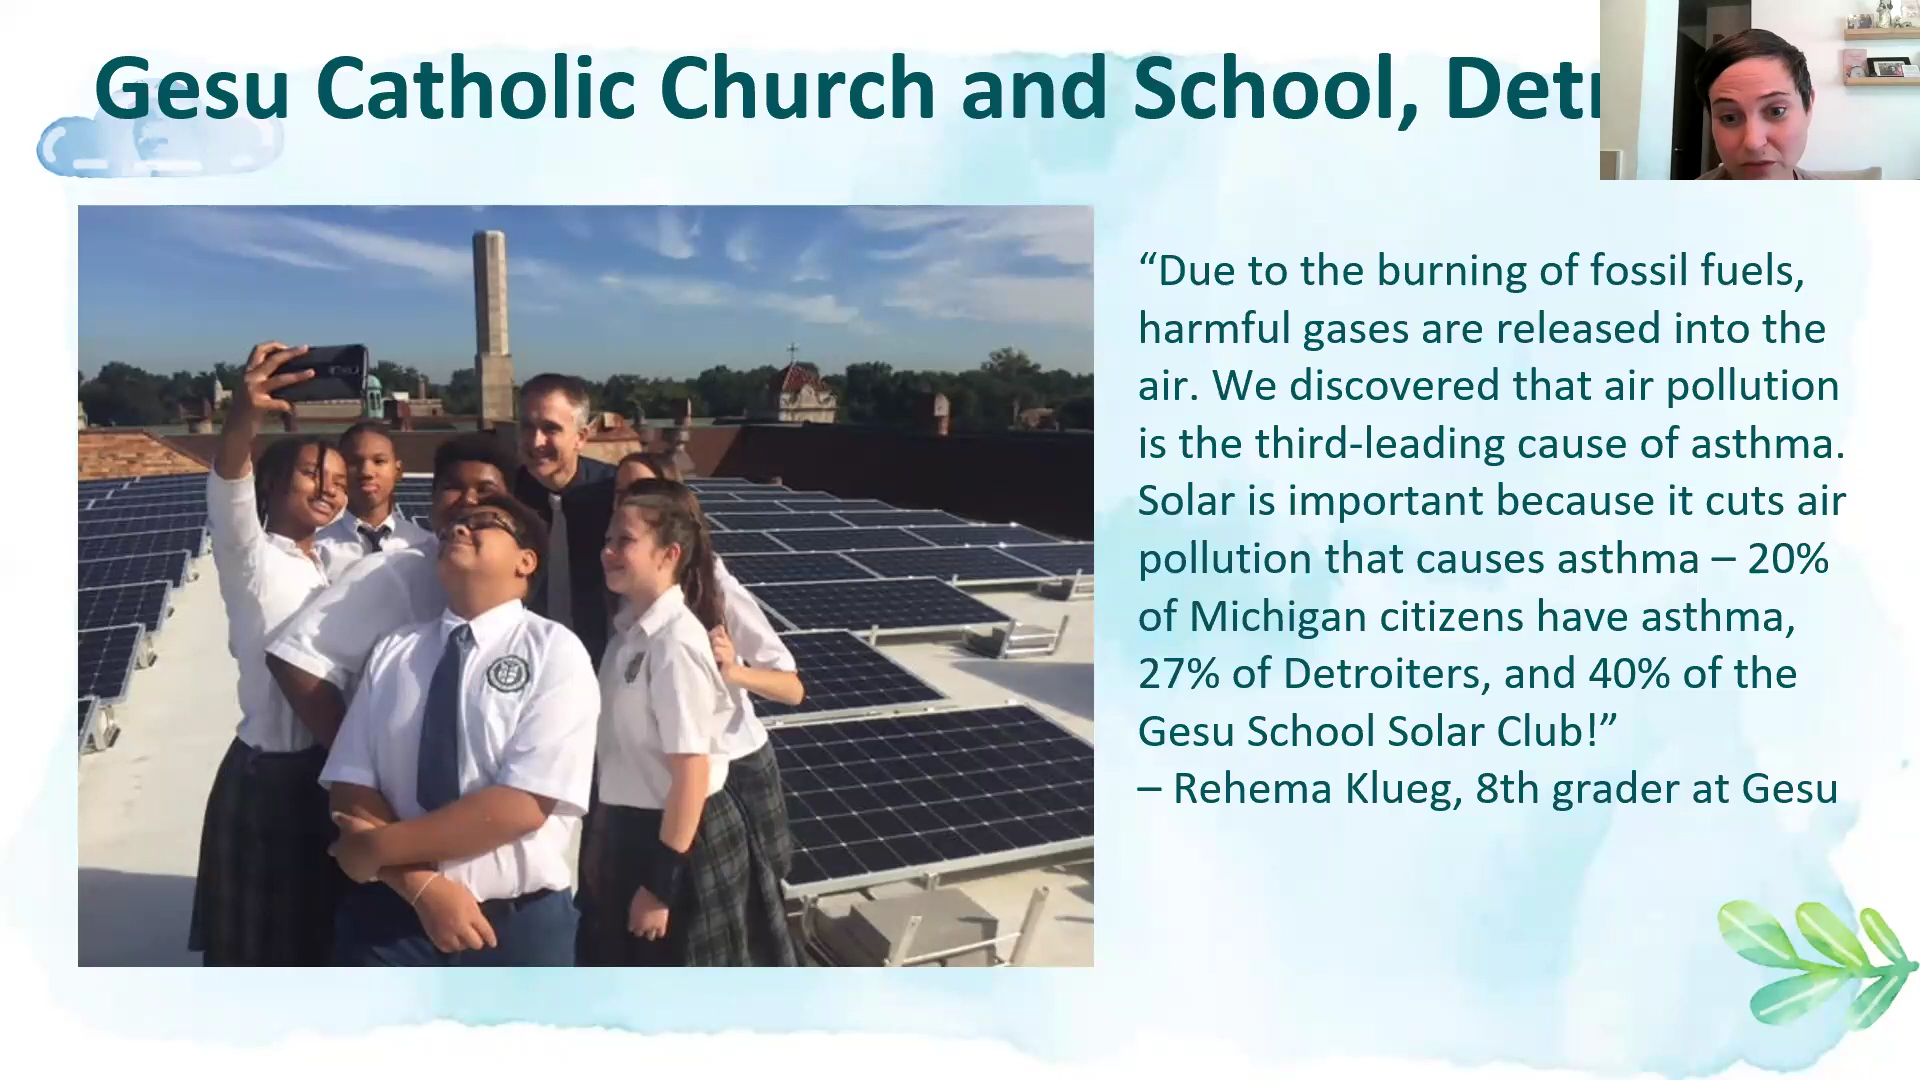 Gesu Catholic Church and School,
“Due to the burning of fossil fuels,
harmful gases are released into the
air. We discovered that air pollution
is the third-leading cause of asthma.
Solar is important because it cuts air
pollution that causes asthma – 20%
of Michigan citizens have asthma,
27% of Detroiters, and 40% of the
Gesu School Solar Club!”
– Rehema Klueg, 8th grader at Gesu